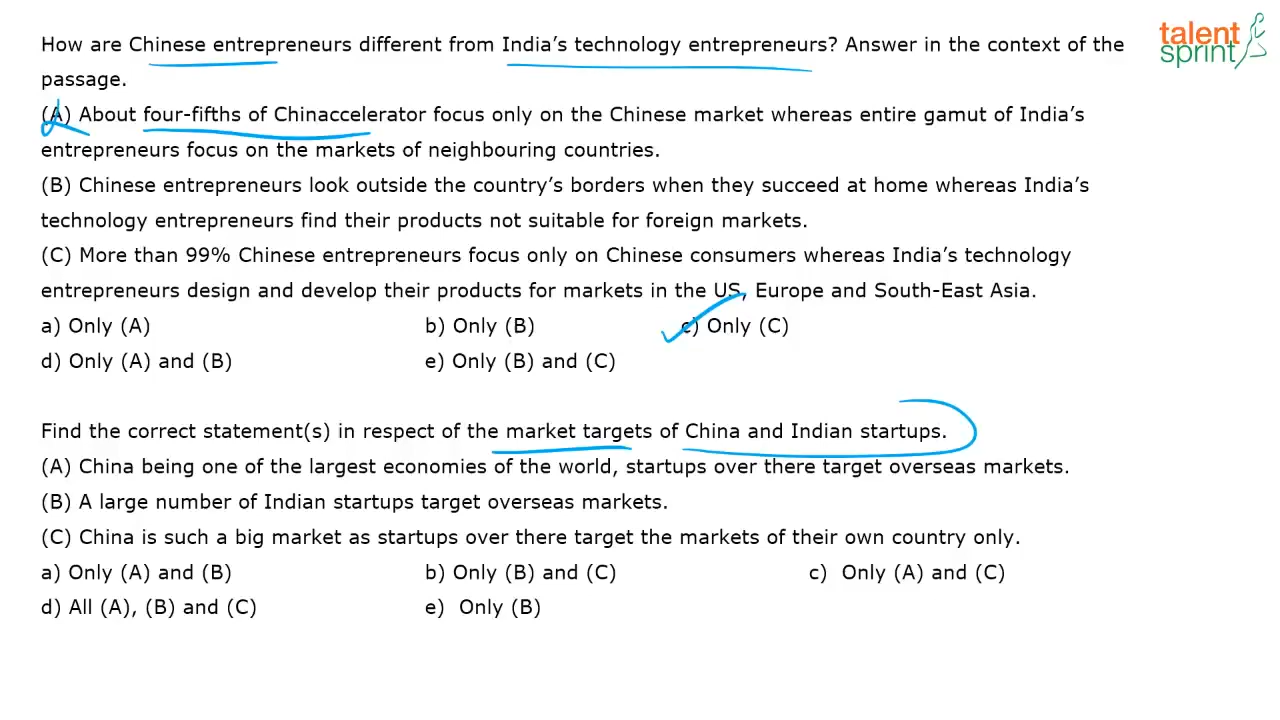 talent
sprint
How are Chinese entrepreneurs different from India’s technology entrepreneurs? Answer in the context of the
passage.
(A) About four-fifths of Chinaccelerator focus only on the Chinese market whereas entire gamut of India’s
entrepreneurs focus on the markets of neighbouring countries.
(B) Chinese entrepreneurs look outside the country’s borders when they succeed at home whereas India’s
technology entrepreneurs find their products not suitable for foreign markets.
(C) More than 99% Chinese entrepreneurs focus only on Chinese consumers whereas India’s technology
entrepreneurs design and develop their products for markets in the US, Europe and South-East Asia.
a) Only (A) b) Only (B) c) Only (C)
d) Only (A) and (B) e) Only (B) and (C)
Find the correct statement(s) in respect of the market targets of China and Indian startups.
(A) China being one of the largest economies of the world, startups over there target overseas markets.
(B) A large number of Indian startups target overseas markets.
(C) China is such a big market as startups over there target the markets of their own country only.
a) Only (A) and (B) b) Only (B) and (C) c) Only (A) and (C)
d) All (A), (B) and (C) e) Only (B)